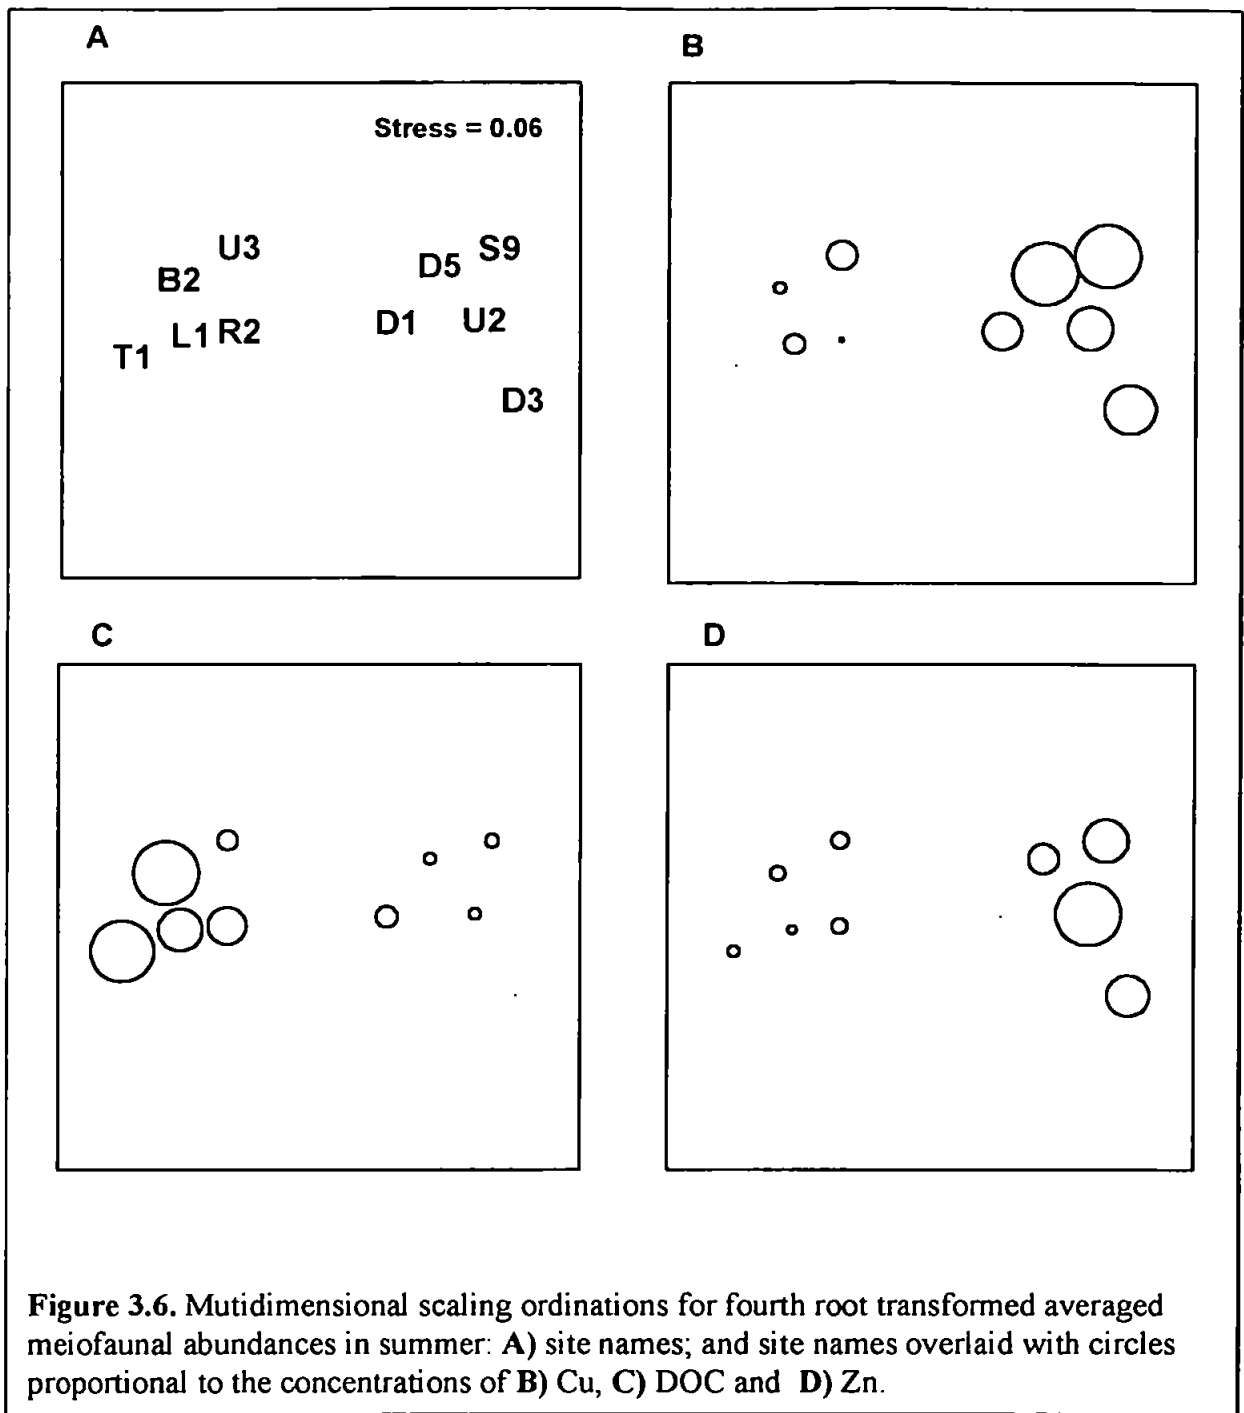 A
B
Stress = 0.06
U3
S9
D5
B2
D1
U2
L1
R2
T1
D3
C
D
Figure 3.6. Mutidimensional scaling ordinations for fourth root transformed averaged
meiofaunal abundances in summer: A) site names; and site names overlaid with circles
proportional to the concentrations of B) Cu, C) DOC and D) Zn.